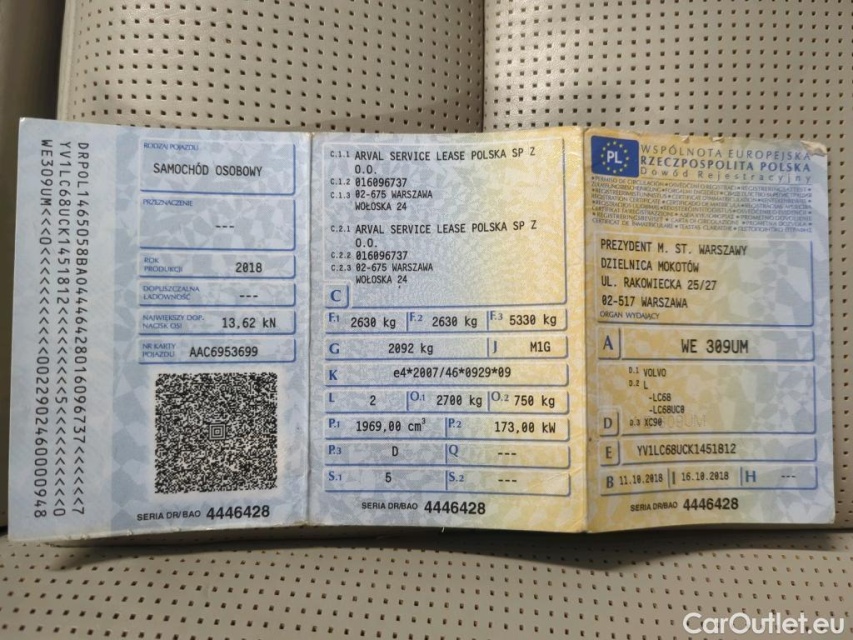 DRPOL1465058BA04446428016096737<<<<<<7
YV1LC68UCK1451812<<<<<<<<<<<5<<<<<<<0
WE309UM<<<0<<<<<<<<<<<<<<0022902460000948
RODZAJ POJAZDU
SAMOCHÓD OSOBOWY
PRZEZNACZENIE
---
ROK PRODUKCJI 2018
DOPUSZCZALNA ŁADOWNOŚĆ ---
NAJWIĘKSZY DOP. NACISK OSI 13,62 kN
NR KARTY POJAZDU AAC6953699
SERIA DR/BAO 4446428
C.1.1 ARVAL SERVICE LEASE POLSKA SP Z
O.O.
C.1.2 016096737
C.1.3 02-675 WARSZAWA
WOŁOSKA 24
C.2.1 ARVAL SERVICE LEASE POLSKA SP Z
O.O.
C.2.2 016096737
C.2.3 02-675 WARSZAWA
WOŁOSKA 24
C
F.1 2630 kg F.2 2630 kg F.3 5330 kg
G 2092 kg J M1G
K e4*2007/46*0929*09
L 2 O.1 2700 kg O.2 750 kg
P.1 1969,00 cm³ P.2 173,00 kW
P.3 D Q ---
S.1 5 S.2 ---
SERIA DR/BAO 4446428
PL
WSPÓLNOTA EUROPEJSKA
RZECZPOSPOLITA POLSKA
Dowód Rejestracyjny
PREZYDENT M. ST. WARSZAWY
DZIELNICA MOKOTÓW
UL. RAKOWIECKA 25/27
02-517 WARSZAWA
ORGAN WYDAJĄCY
A WE 309UM
D.1 VOLVO
D.2 L
-LC68
-LC68UC0
D D.3 XC90
E YV1LC68UCK1451812
B 11.10.2018 I 16.10.2018 H ---
SERIA DR/BAO 4446428
CarOutlet.eu